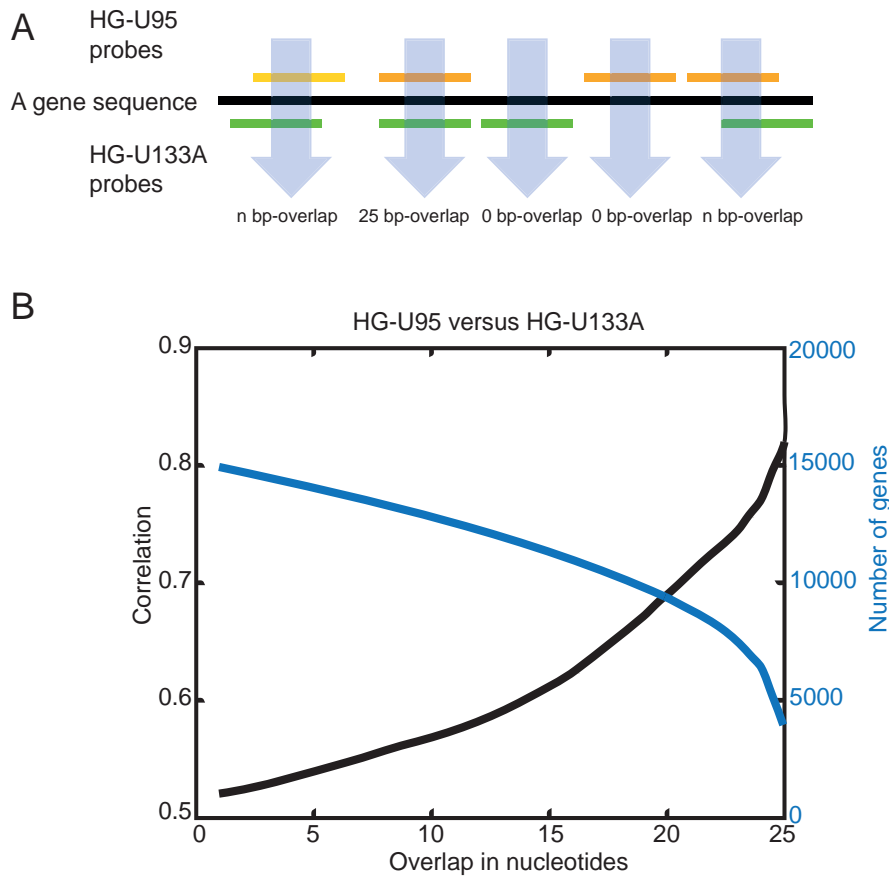 A
HG-U95
probes
A gene sequence
HG-U133A
probes
n bp-overlap
25 bp-overlap
0 bp-overlap
0 bp-overlap
n bp-overlap
B
HG-U95 versus HG-U133A
0.9
0.8
0.7
0.6
0.5
Correlation
20000
15000
10000
5000
0
Number of genes
0
5
10
15
20
25
Overlap in nucleotides